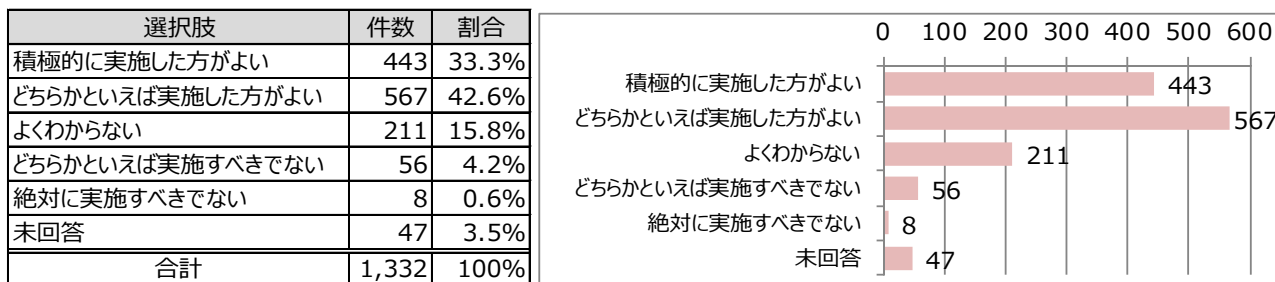 選択肢 件数 割合
積極的に実施した方がよい 443 33.3%
どちらかといえば実施した方がよい 567 42.6%
よくわからない 211 15.8%
どちらかといえば実施すべきでない 56 4.2%
絶対に実施すべきでない 8 0.6%
未回答 47 3.5%
合計 1,332 100%
0 100 200 300 400 500 600
積極的に実施した方がよい 443
どちらかといえば実施した方がよい 567
よくわからない 211
どちらかといえば実施すべきでない 56
絶対に実施すべきでない 8
未回答 47